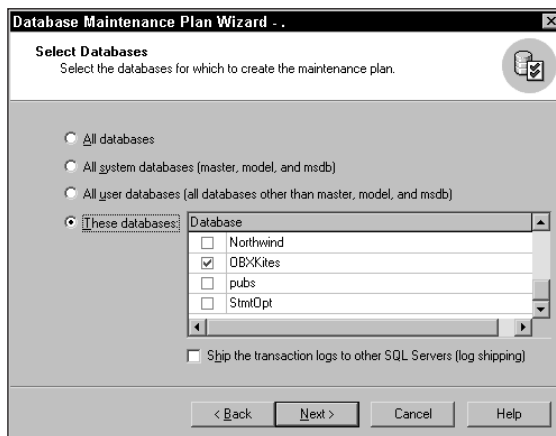 Database Maintenance Plan Wizard - .
Select Databases
Select the databases for which to create the maintenance plan.
All databases
All system databases (master, model, and msdb)
All user databases (all databases other than master, model, and msdb)
These databases:
Database
Northwind
OBXKites
pubs
StmtOpt
Ship the transaction logs to other SQL Servers (log shipping)
< Back Next > Cancel Help